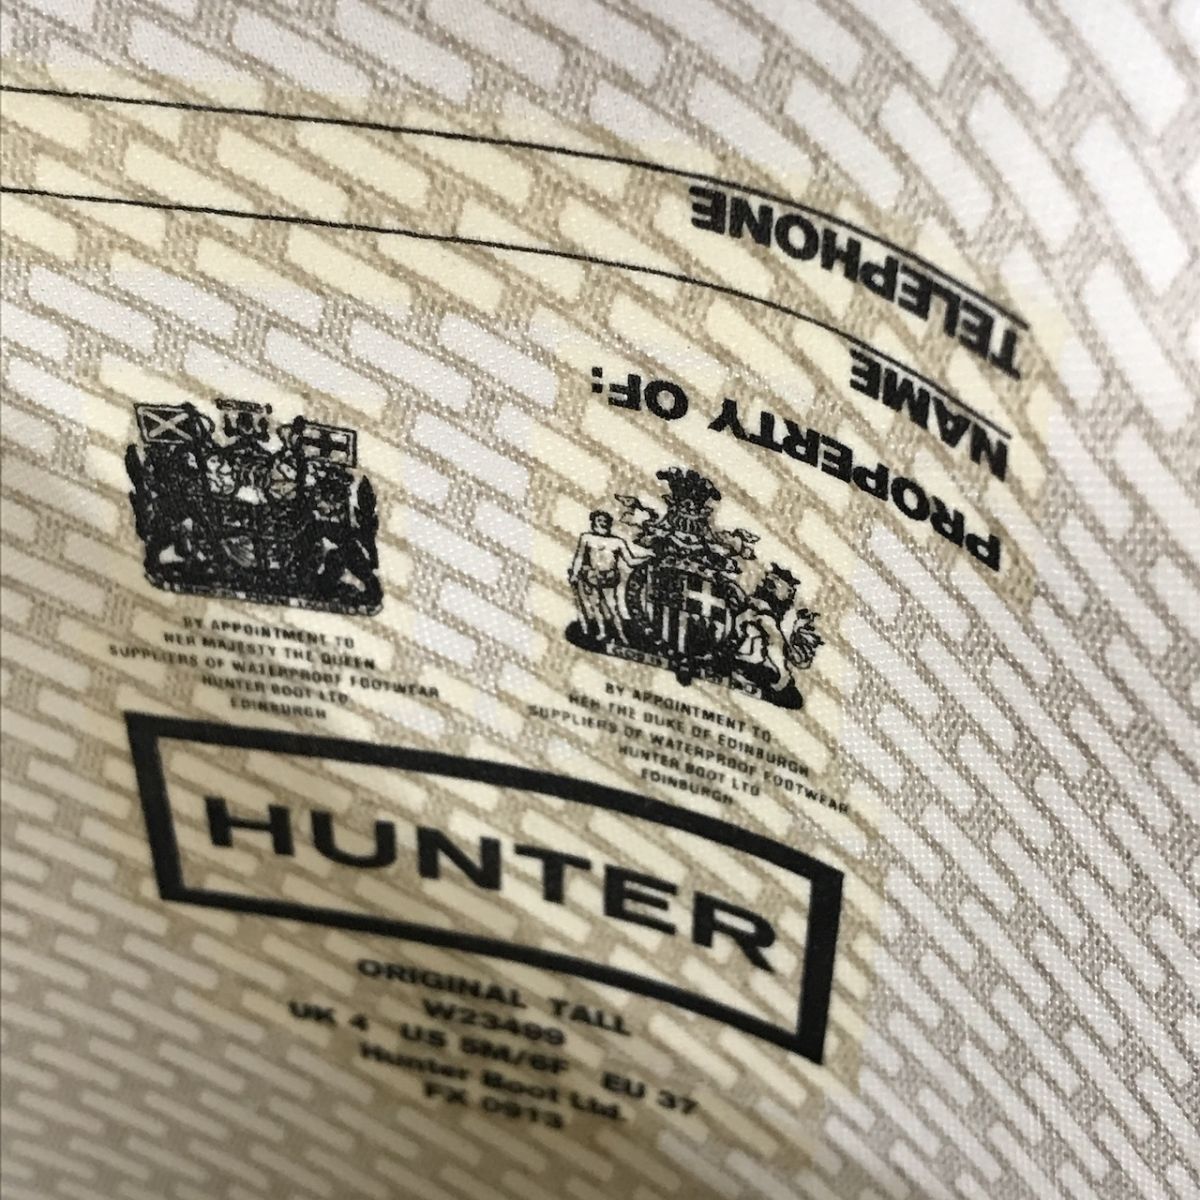 TELEPHONE
NAME
PROPERTY OF:
BY APPOINTMENT TO
HER MAJESTY THE QUEEN
SUPPLIERS OF WATERPROOF FOOTWEAR
HUNTER BOOT LTD
EDINBURGH
BY APPOINTMENT TO
HRH THE DUKE OF EDINBURGH
SUPPLIERS OF WATERPROOF FOOTWEAR
HUNTER BOOT LTD
EDINBURGH
HUNTER
ORIGINAL TALL
W23499
UK 4 US 5M/6F EU 37
Hunter Boot Ltd.
FX 0913